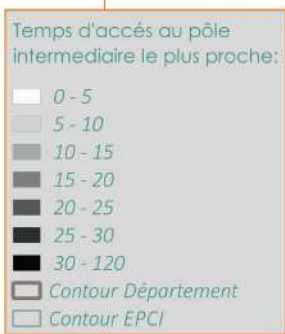 Temps d'accés au pôle
intermediaire le plus proche:
0 - 5
5 - 10
10 - 15
15 - 20
20 - 25
25 - 30
30 - 120
Contour Département
Contour EPCI